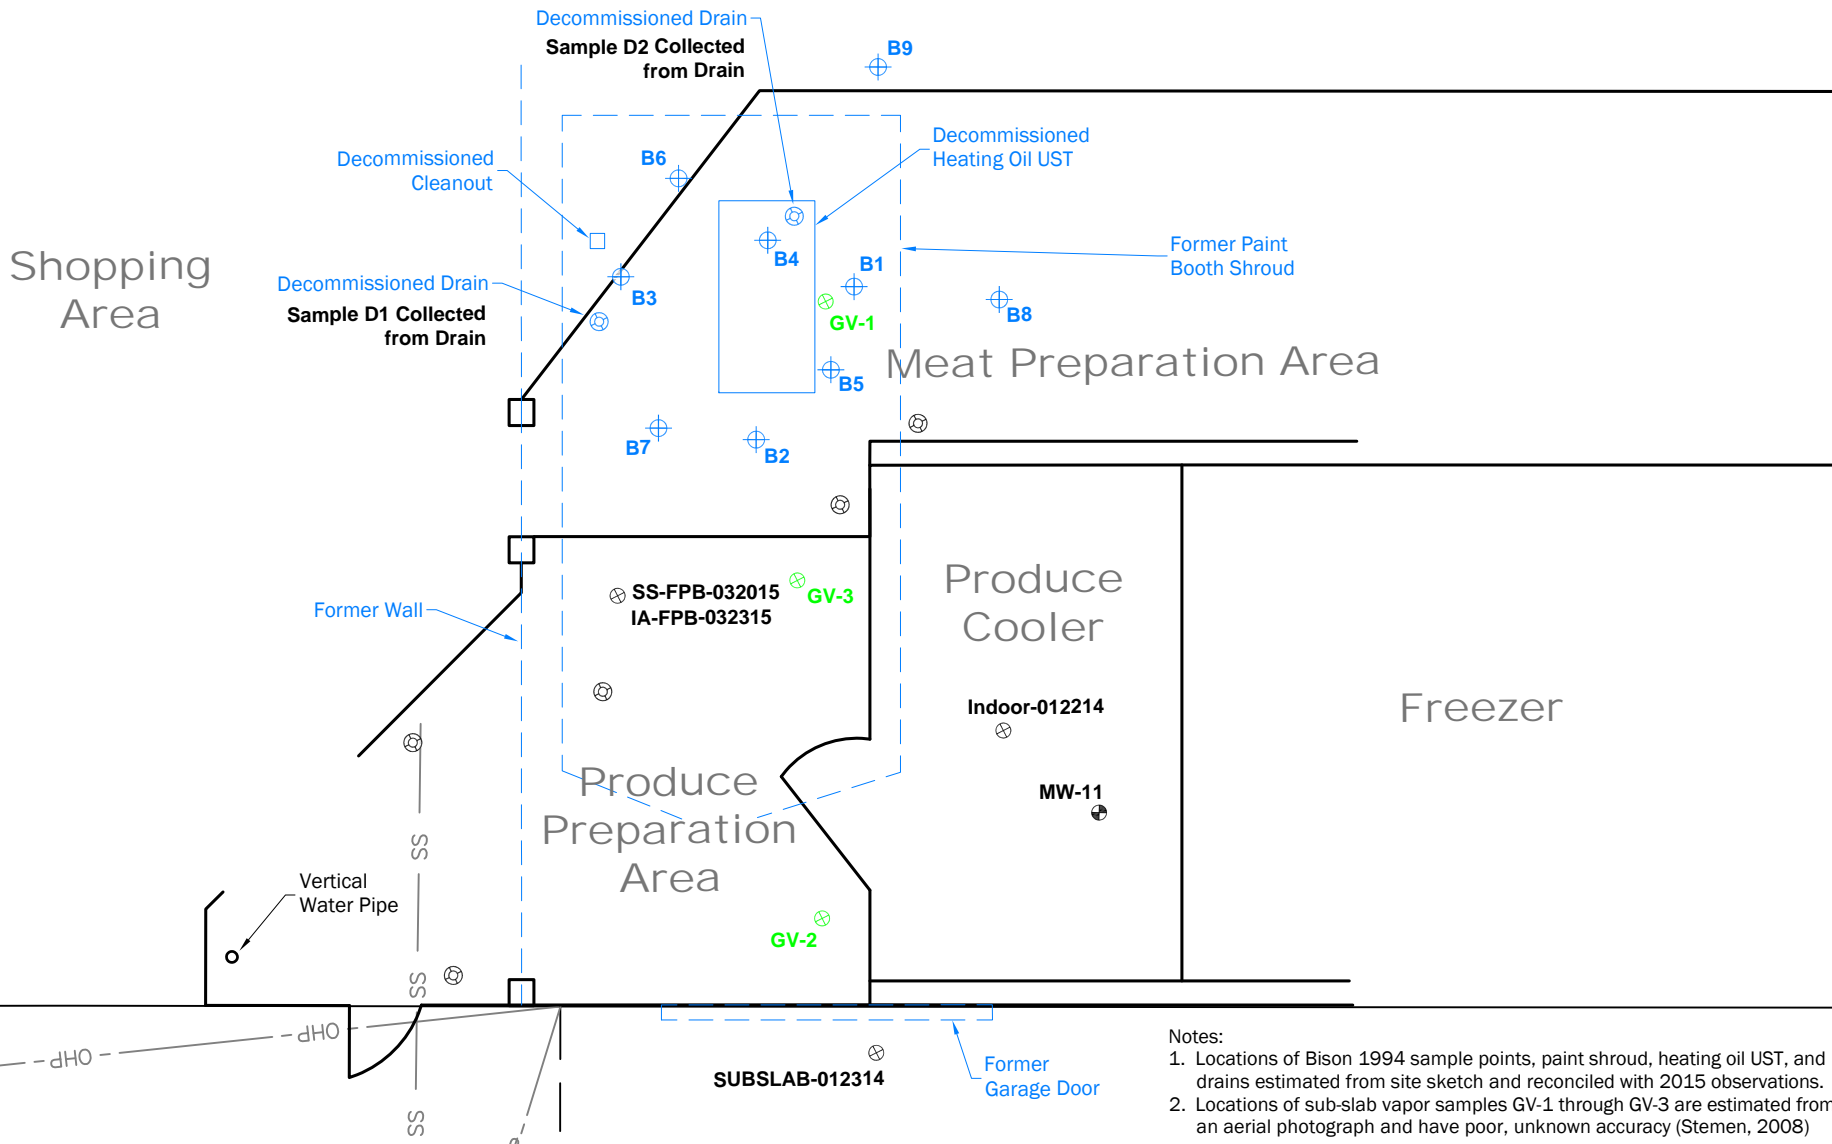 Decommissioned Drain
Sample D2 Collected
from Drain
B9
Decommissioned
Heating Oil UST
Decommissioned
Cleanout
B6
Former Paint
Booth Shroud
Shopping
Area
B4
B1
Decommissioned Drain
Sample D1 Collected
from Drain
B3
GV-1
B8
Meat Preparation Area
B5
B7
B2
SS-FPB-032015
IA-FPB-032315
GV-3
Produce
Cooler
Former Wall
Indoor-012214
Freezer
MW-11
Produce
Preparation
Area
SS
Vertical
Water Pipe
GV-2
SS
OHP
OHP
SS
SUBSLAB-012314
Former
Garage Door
Notes:
1. Locations of Bison 1994 sample points, paint shroud, heating oil UST, and
drains estimated from site sketch and reconciled with 2015 observations.
2. Locations of sub-slab vapor samples GV-1 through GV-3 are estimated from
an aerial photograph and have poor, unknown accuracy (Stemen, 2008)